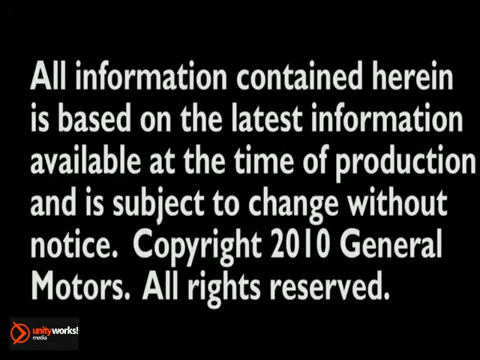 All information contained herein
is based on the latest information
available at the time of production
and is subject to change without
notice. Copyright 2010 General
Motors. All rights reserved.
unityworks!
media